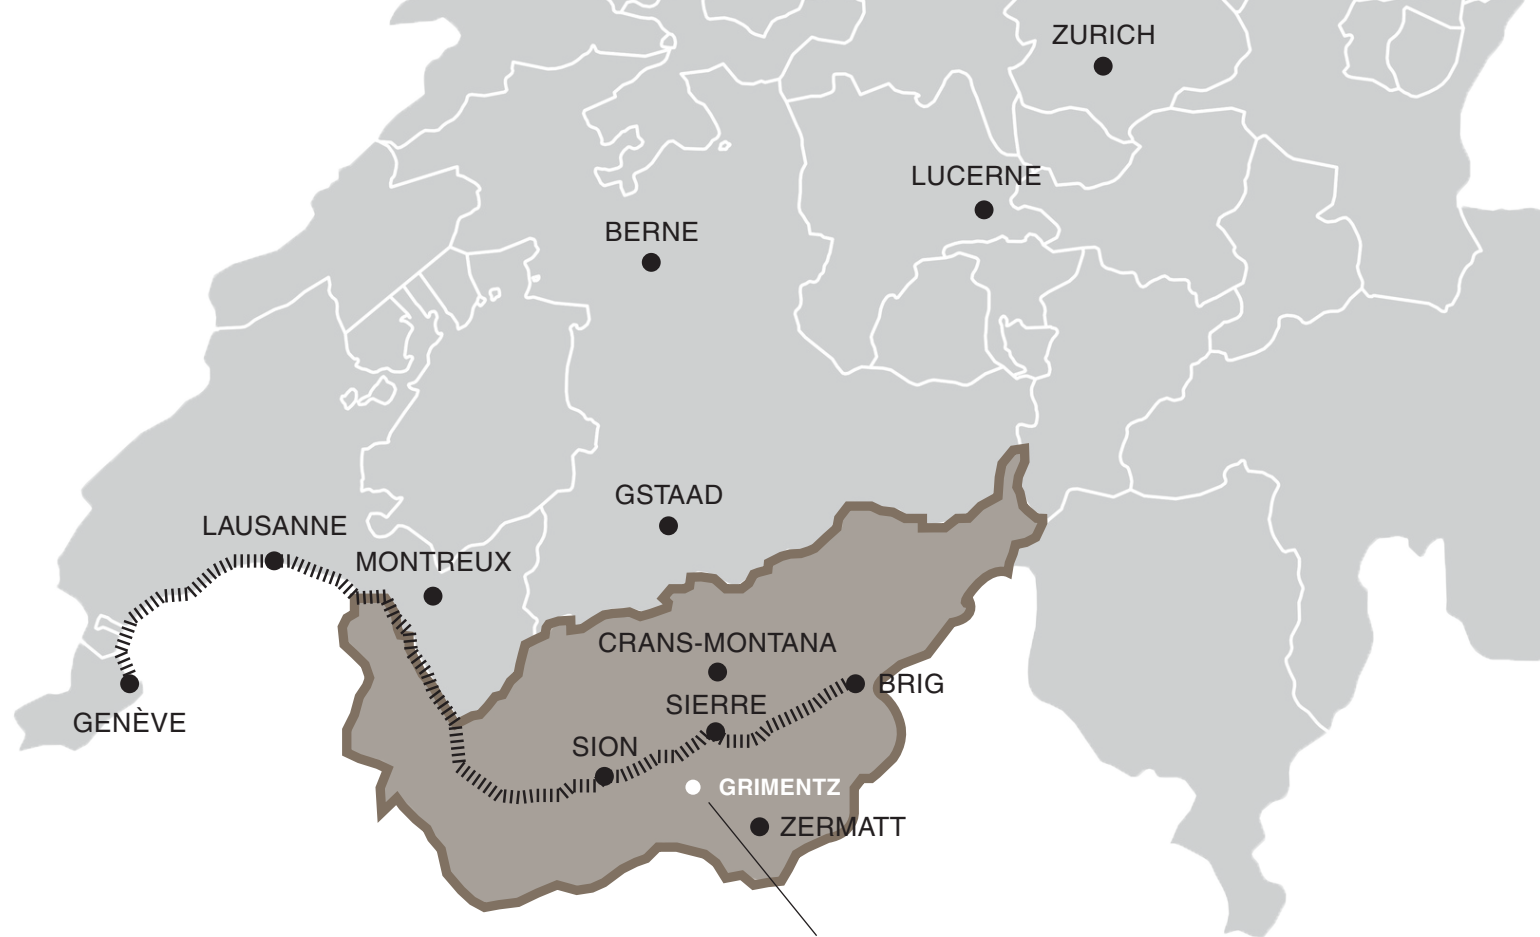 ZURICH
LUCERNE
BERNE
GSTAAD
LAUSANNE
MONTREUX
CRANS-MONTANA
BRIG
SIERRE
GENÈVE
SION
GRIMENTZ
ZERMATT